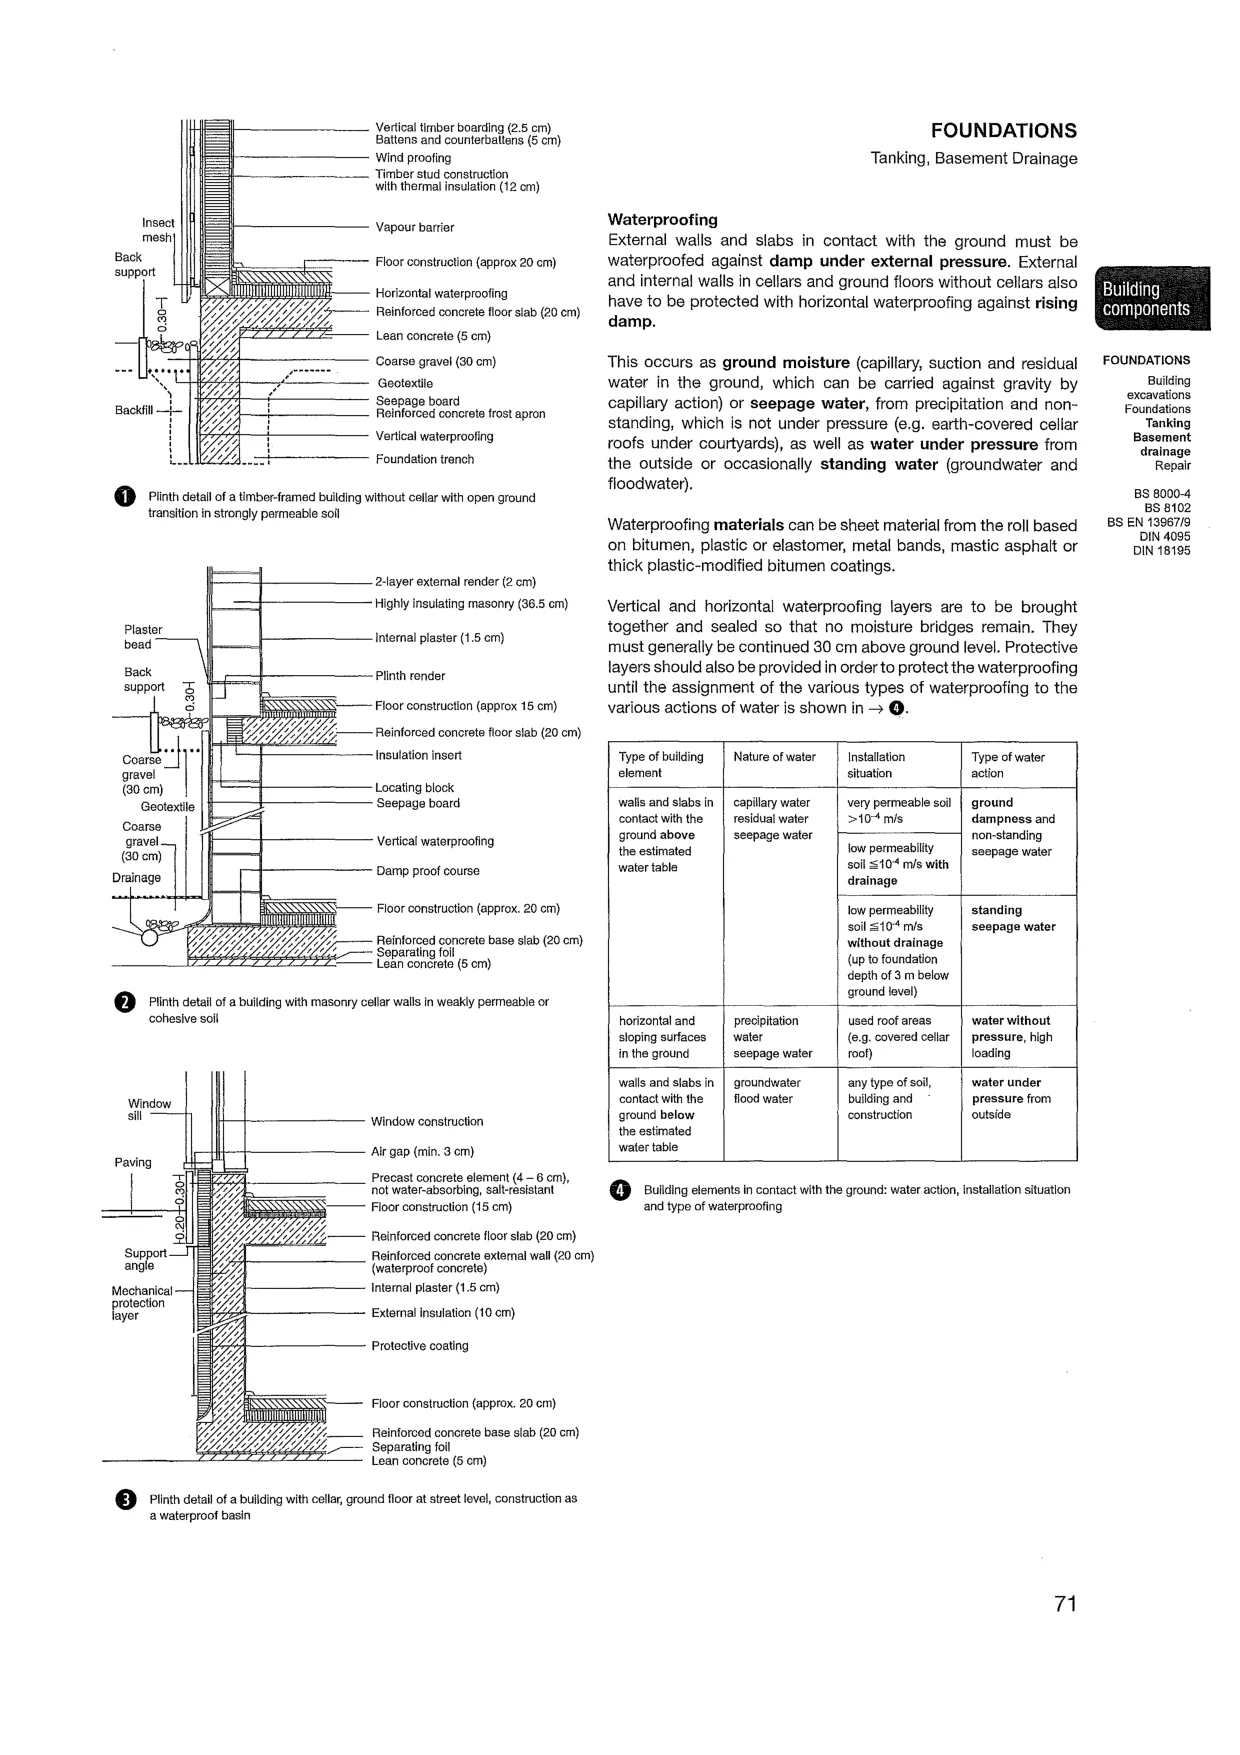 FOUNDATIONS
Tanking, Basement Drainage
Vertical timber boarding (2.5 cm)
Battens and counterbattens (5 cm)
Wind proofing
Timber stud construction
with thermal insulation (12 cm)
Insect
mesh
Vapour barrier
Back
support
Floor construction (approx 20 cm)
Horizontal waterproofing
0.30
Reinforced concrete floor slab (20 cm)
Lean concrete (5 cm)
Coarse gravel (30 cm)
Geotextile
Seepage board
Backfill
Reinforced concrete frost apron
Vertical waterproofing
Foundation trench
1 Plinth detail of a timber-framed building without cellar with open ground
transition in strongly permeable soil
2-layer external render (2 cm)
Highly insulating masonry (36.5 cm)
Plaster
bead
Internal plaster (1.5 cm)
Back
support
Plinth render
0.30
Floor construction (approx 15 cm)
Reinforced concrete floor slab (20 cm)
Insulation insert
Coarse
gravel
(30 cm)
Locating block
Geotextile
Seepage board
Coarse
gravel
(30 cm)
Vertical waterproofing
Drainage
Damp proof course
Floor construction (approx. 20 cm)
Reinforced concrete base slab (20 cm)
Separating foil
Lean concrete (5 cm)
2 Plinth detail of a building with masonry cellar walls in weakly permeable or
cohesive soil
Window
sill
Window construction
Air gap (min. 3 cm)
Paving
Precast concrete element (4 – 6 cm),
not water-absorbing, salt-resistant
0.30
Floor construction (15 cm)
0.20
Reinforced concrete floor slab (20 cm)
Support
angle
Reinforced concrete external wall (20 cm)
(waterproof concrete)
Mechanical
protection
layer
Internal plaster (1.5 cm)
External insulation (10 cm)
Protective coating
Floor construction (approx. 20 cm)
Reinforced concrete base slab (20 cm)
Separating foil
Lean concrete (5 cm)
3 Plinth detail of a building with cellar, ground floor at street level, construction as
a waterproof basin
Waterproofing
External walls and slabs in contact with the ground must be
waterproofed against damp under external pressure. External
and internal walls in cellars and ground floors without cellars also
have to be protected with horizontal waterproofing against rising
damp.
This occurs as ground moisture (capillary, suction and residual
water in the ground, which can be carried against gravity by
capillary action) or seepage water, from precipitation and non-
standing, which is not under pressure (e.g. earth-covered cellar
roofs under courtyards), as well as water under pressure from
the outside or occasionally standing water (groundwater and
floodwater).
Waterproofing materials can be sheet material from the roll based
on bitumen, plastic or elastomer, metal bands, mastic asphalt or
thick plastic-modified bitumen coatings.
Vertical and horizontal waterproofing layers are to be brought
together and sealed so that no moisture bridges remain. They
must generally be continued 30 cm above ground level. Protective
layers should also be provided in order to protect the waterproofing
until the assignment of the various types of waterproofing to the
various actions of water is shown in → 4.
Type of building
element
Nature of water
Installation
situation
Type of water
action
walls and slabs in
contact with the
ground above
the estimated
water table
capillary water
residual water
seepage water
very permeable soil
>10⁻⁴ m/s
low permeability
soil ≦10⁻⁴ m/s with
drainage
ground
dampness and
non-standing
seepage water
low permeability
soil ≦10⁻⁴ m/s
without drainage
(up to foundation
depth of 3 m below
ground level)
standing
seepage water
horizontal and
sloping surfaces
in the ground
precipitation
water
seepage water
used roof areas
(e.g. covered cellar
roof)
water without
pressure, high
loading
walls and slabs in
contact with the
ground below
the estimated
water table
groundwater
flood water
any type of soil,
building and
construction
water under
pressure from
outside
4 Building elements in contact with the ground: water action, installation situation
and type of waterproofing
Building
components
FOUNDATIONS
Building
excavations
Foundations
Tanking
Basement
drainage
Repair
BS 8000-4
BS 8102
BS EN 13967/9
DIN 4095
DIN 18195
71